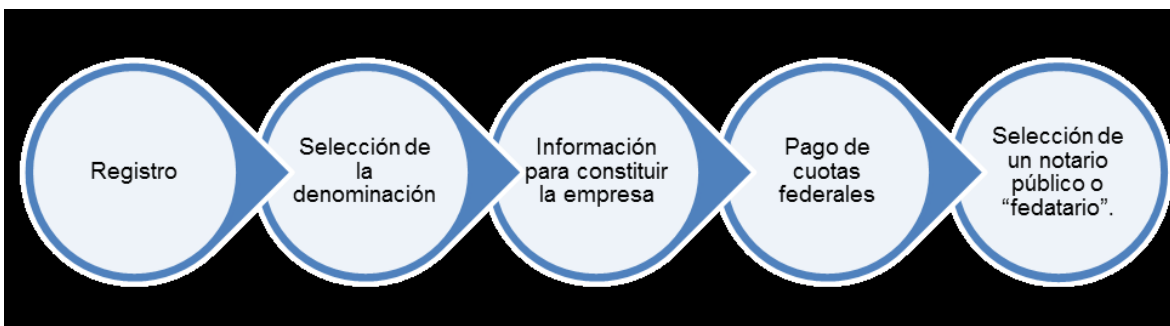 Registro
Selección de
la
denominación
Información
para constituir
la empresa
Pago de
cuotas
federales
Selección de
un notario
público o
“fedatario”.